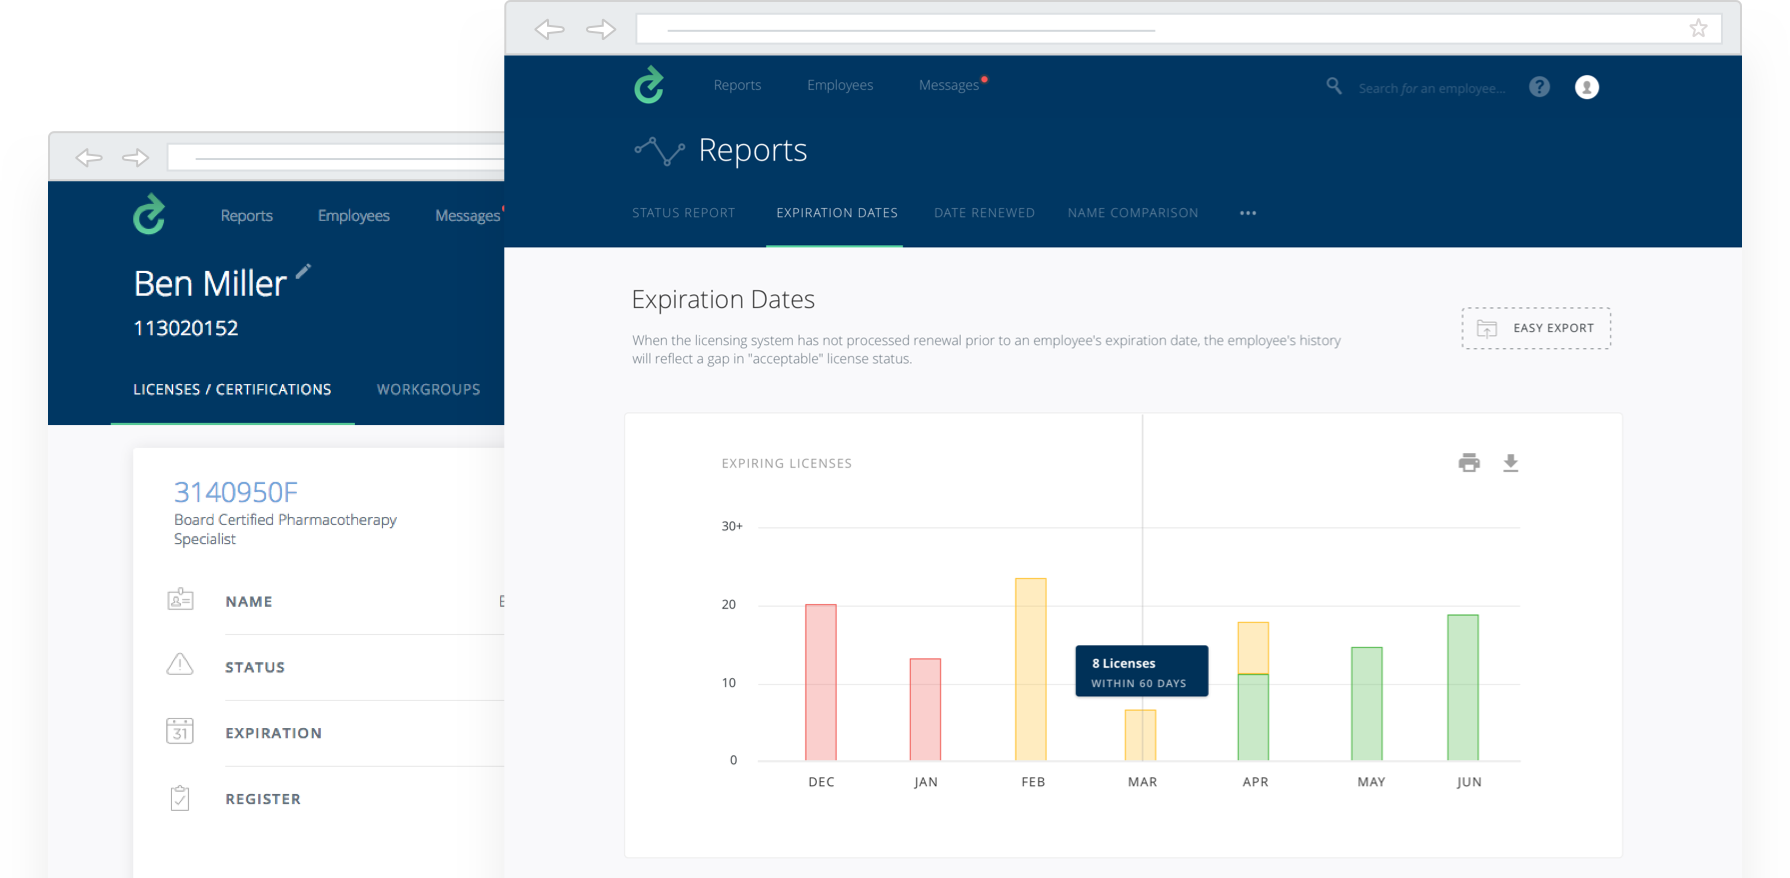 Reports Employees Messages
Search for an employee... ?
Reports
STATUS REPORT EXPIRATION DATES DATE RENEWED NAME COMPARISON •••
Expiration Dates
When the licensing system has not processed renewal prior to an employee's expiration date, the employee's history
will reflect a gap in "acceptable" license status.
EASY EXPORT
EXPIRING LICENSES
30+
20
10
0
8 Licenses
WITHIN 60 DAYS
DEC JAN FEB MAR APR MAY JUN
Reports Employees Messages
Ben Miller
113020152
LICENSES / CERTIFICATIONS WORKGROUPS
3140950F
Board Certified Pharmacotherapy
Specialist
NAME
STATUS
31 EXPIRATION
REGISTER